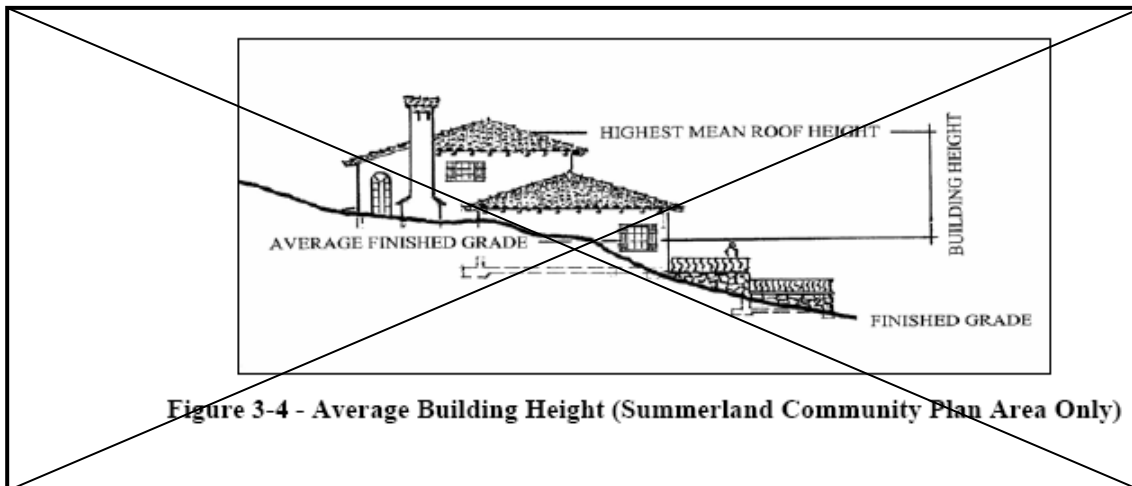 HIGHEST MEAN ROOF HEIGHT
BUILDING HEIGHT
AVERAGE FINISHED GRADE
FINISHED GRADE
Figure 3-4 - Average Building Height (Summerland Community Plan Area Only)